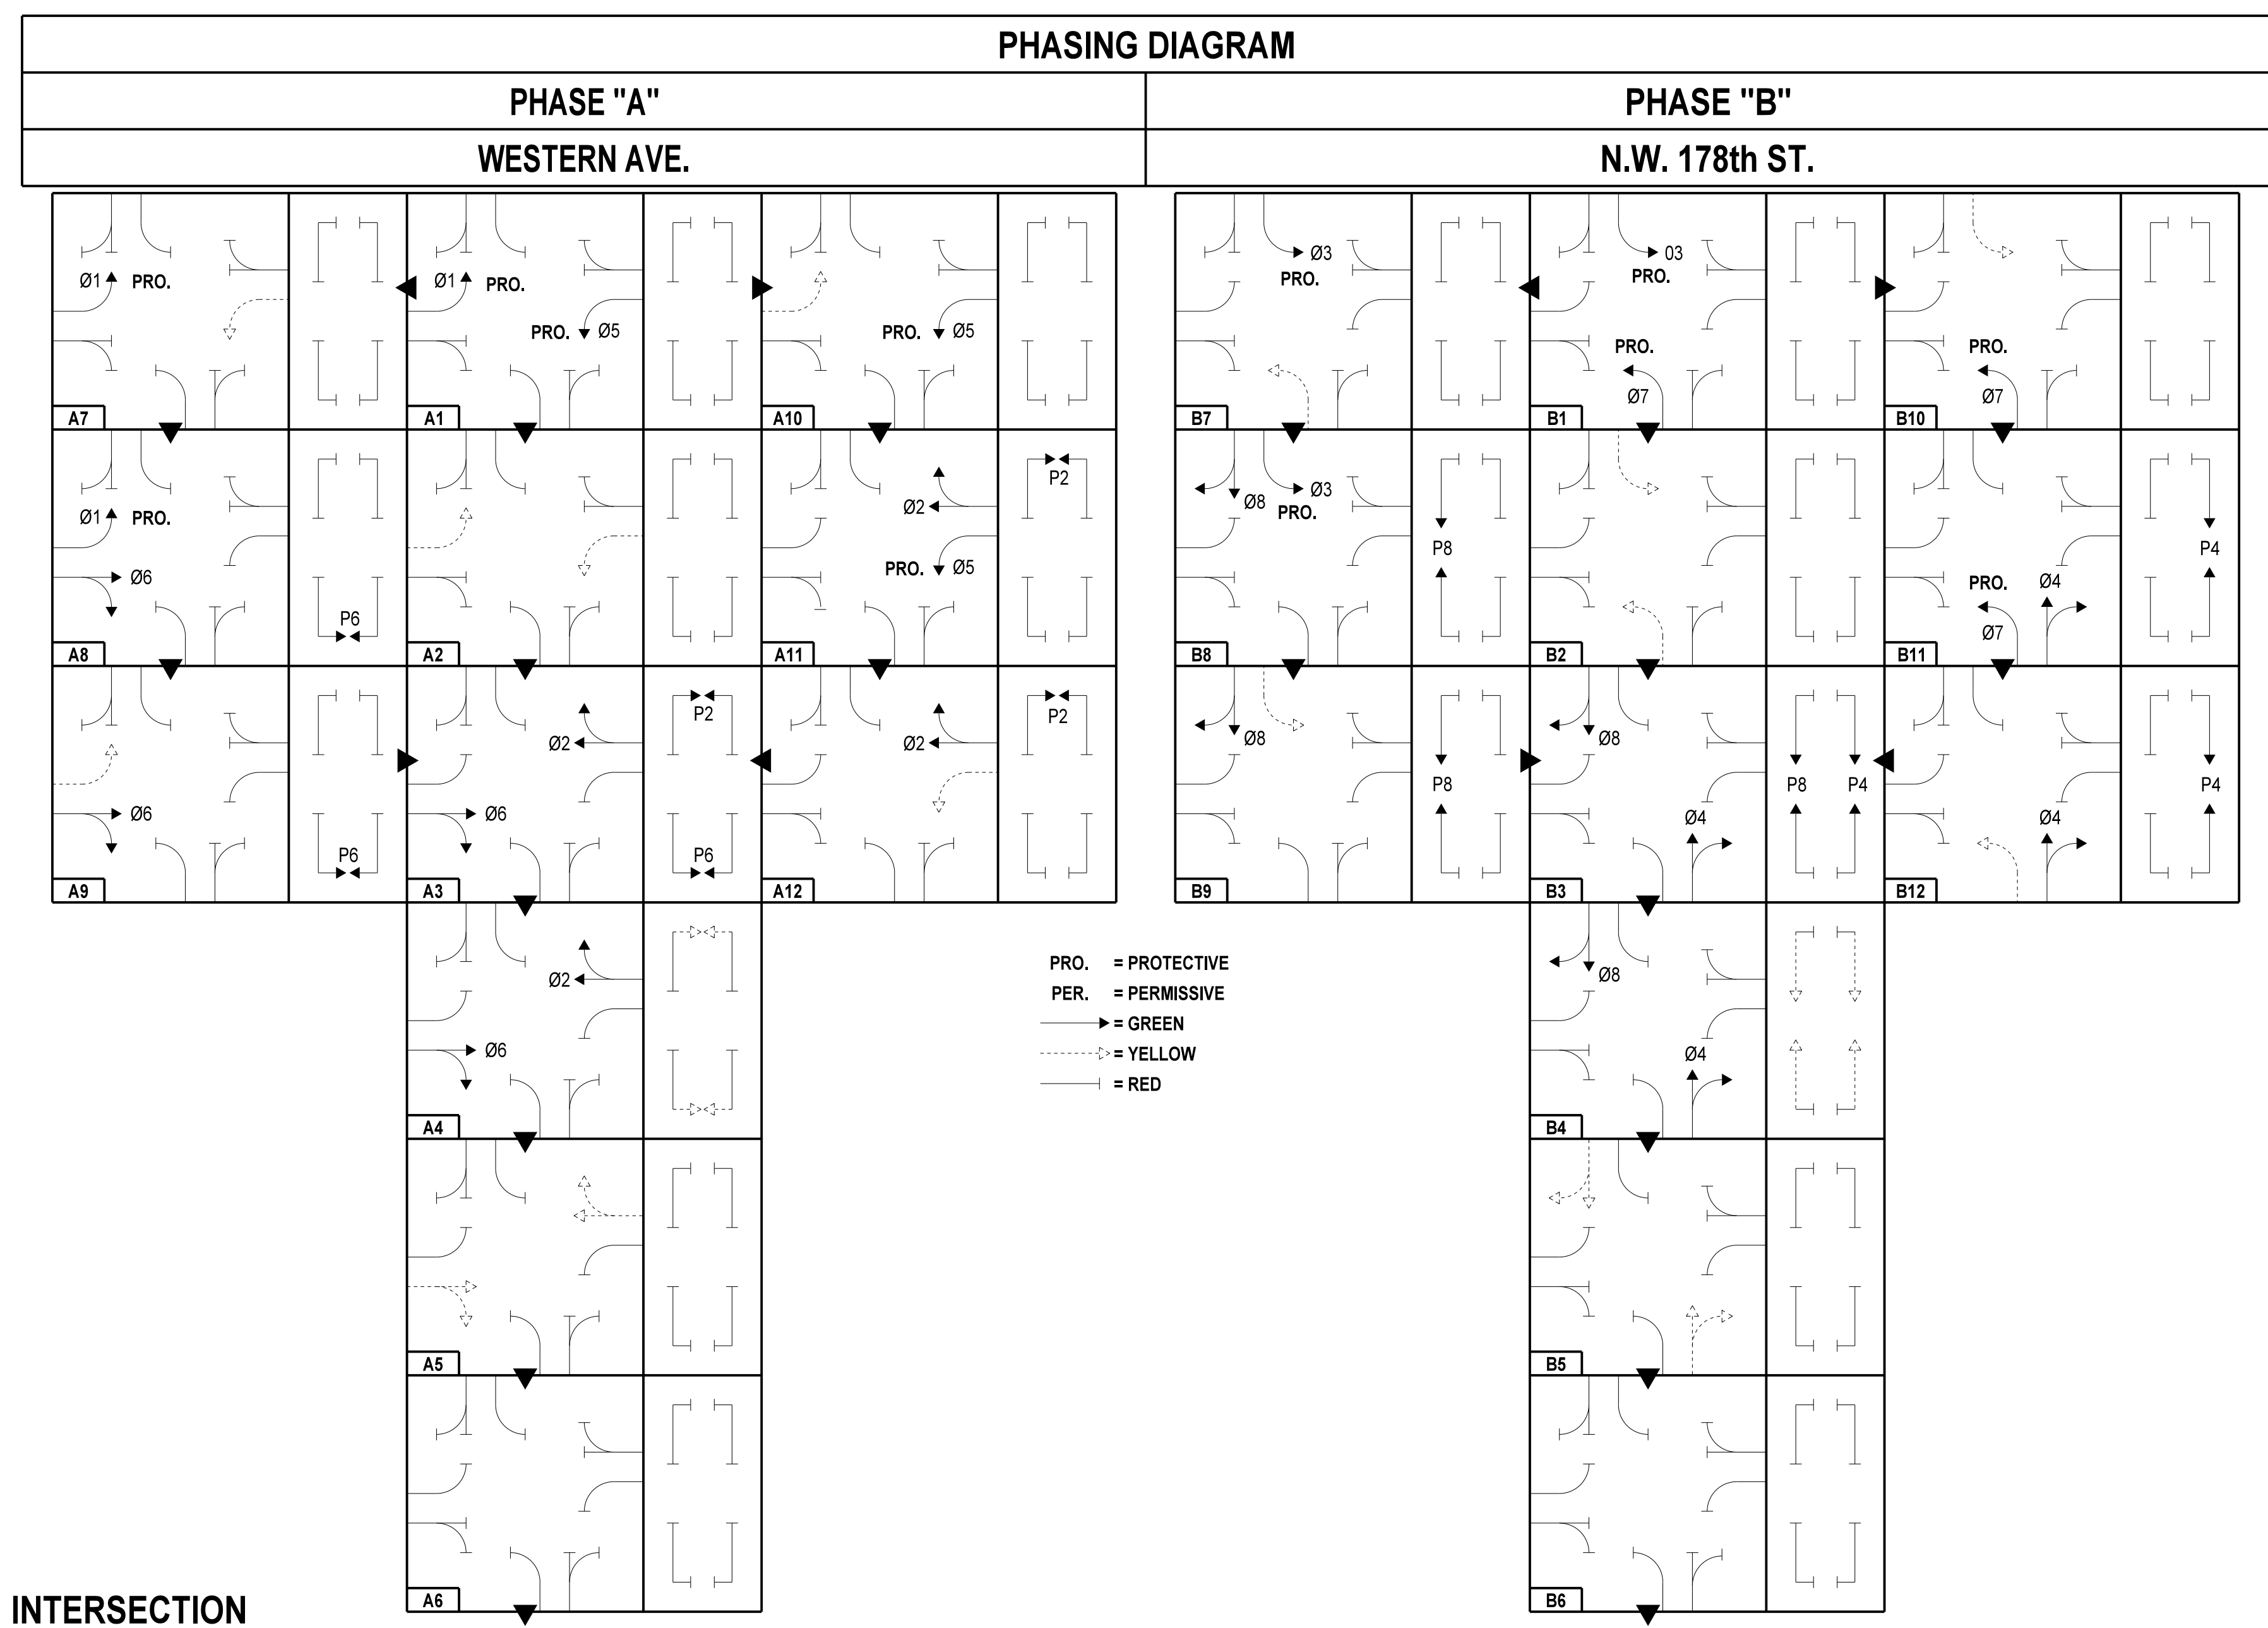 PHASING DIAGRAM
PHASE "A"
PHASE "B"
WESTERN AVE.
N.W. 178th ST.
Ø1 PRO.
A7
Ø1 PRO.
PRO. Ø5
A1
PRO. Ø5
A10
Ø3
PRO.
B7
03
PRO.
PRO.
Ø7
B1
PRO.
Ø7
B10
Ø1 PRO.
Ø6
P6
A8
A2
P2
Ø2
PRO. Ø5
A11
Ø3
Ø8 PRO.
P8
B8
B2
P4
PRO. Ø4
Ø7
B11
Ø6
P6
A9
P2
Ø2
Ø6
P6
A3
P2
Ø2
A12
Ø8
P8
B9
Ø8
P8 P4
Ø4
B3
P4
Ø4
B12
Ø2
Ø6
A4
PRO. = PROTECTIVE
PER. = PERMISSIVE
= GREEN
= YELLOW
= RED
Ø8
Ø4
B4
A5
B5
A6
B6
INTERSECTION